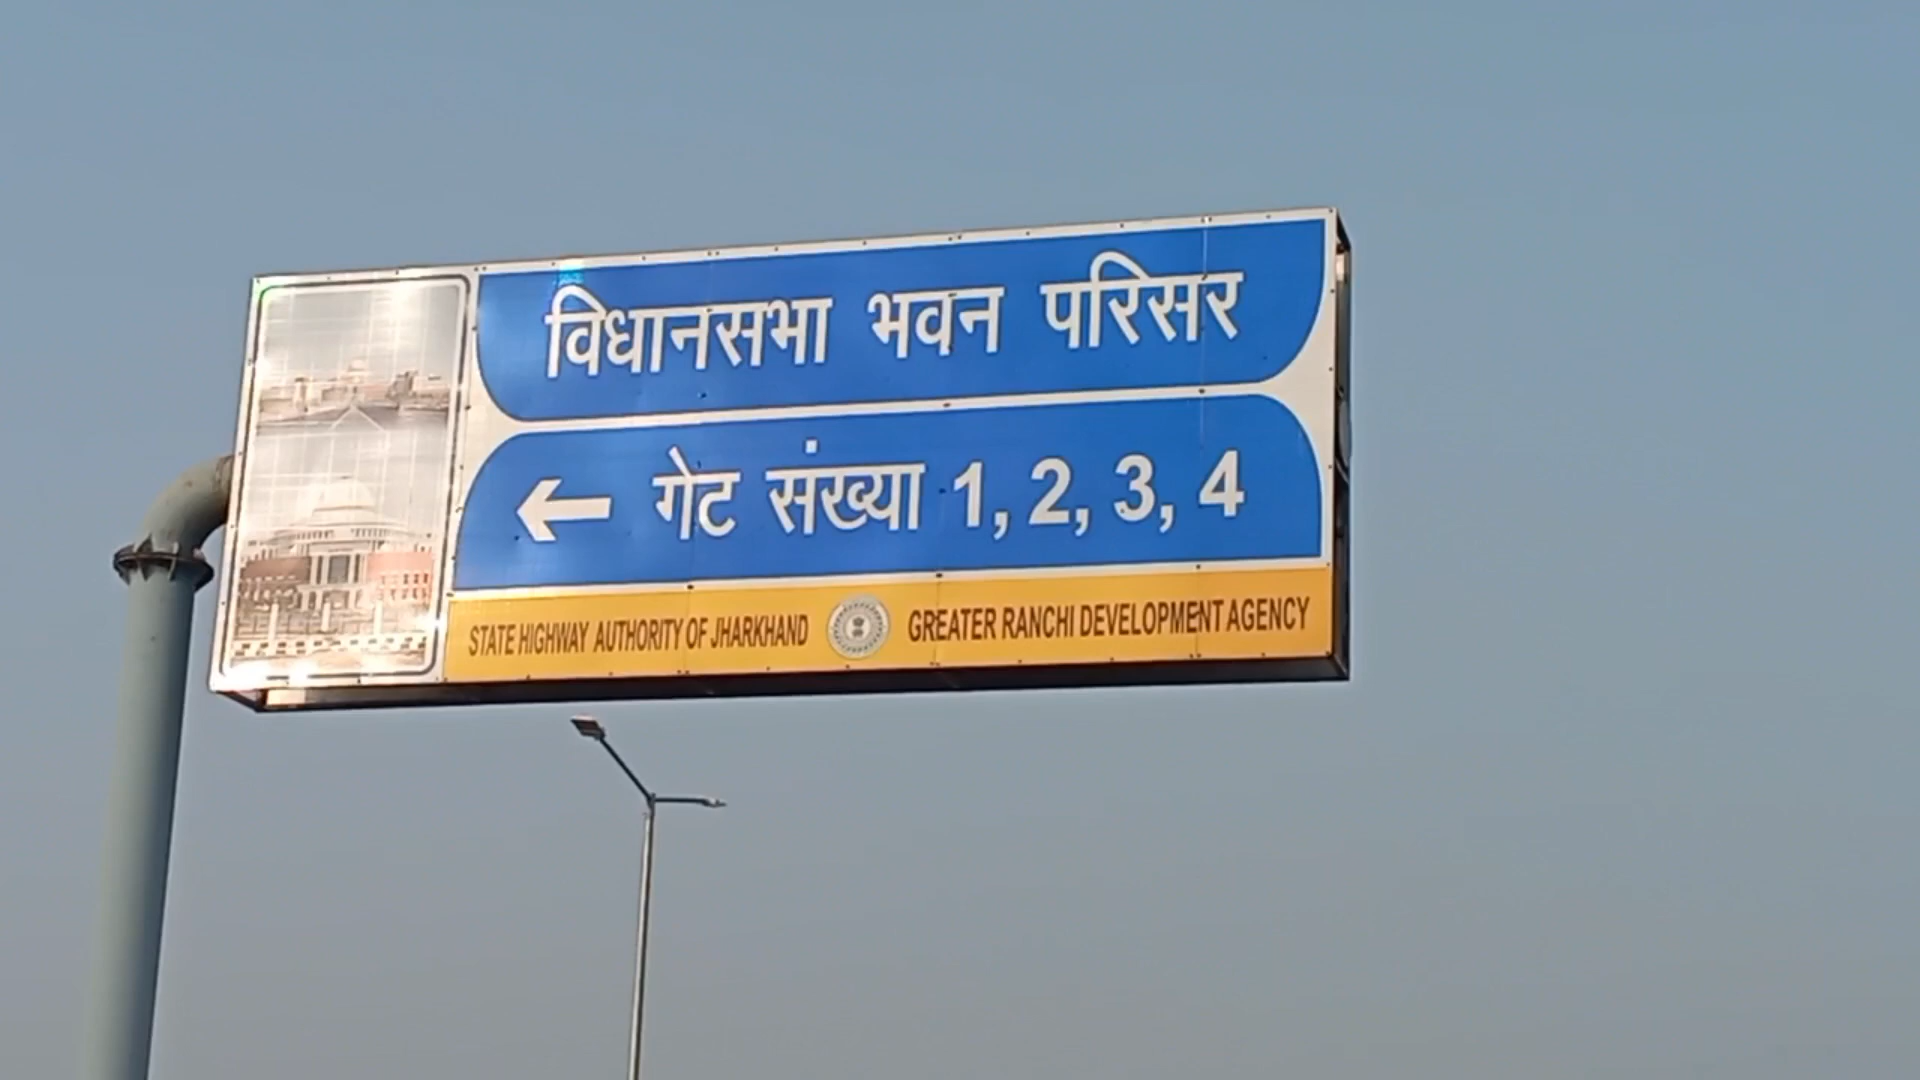 विधानसभा भवन परिसर
← गेट संख्या 1, 2, 3, 4
STATE HIGHWAY AUTHORITY OF JHARKHAND GREATER RANCHI DEVELOPMENT AGENCY